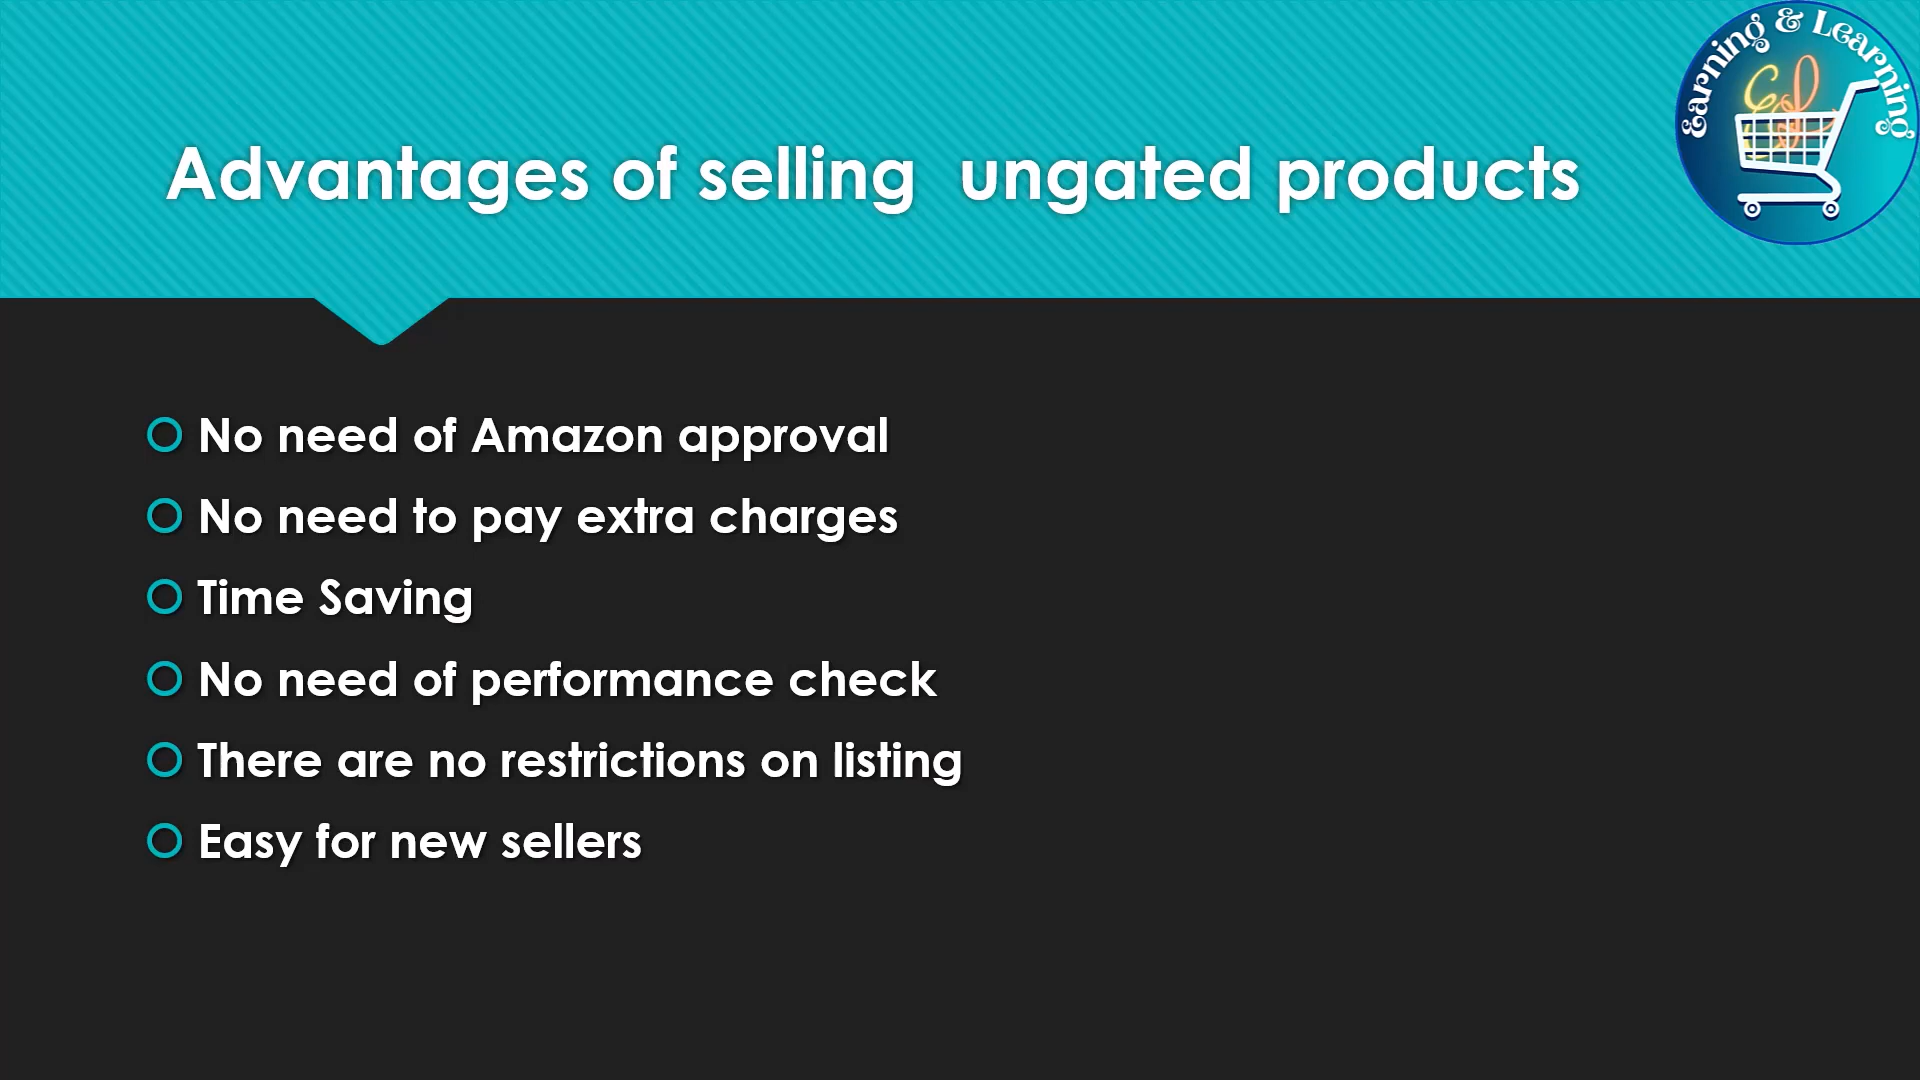 Earning & Learning
Eal
Advantages of selling  ungated products
No need of Amazon approval
No need to pay extra charges
Time Saving
No need of performance check
There are no restrictions on listing
Easy for new sellers